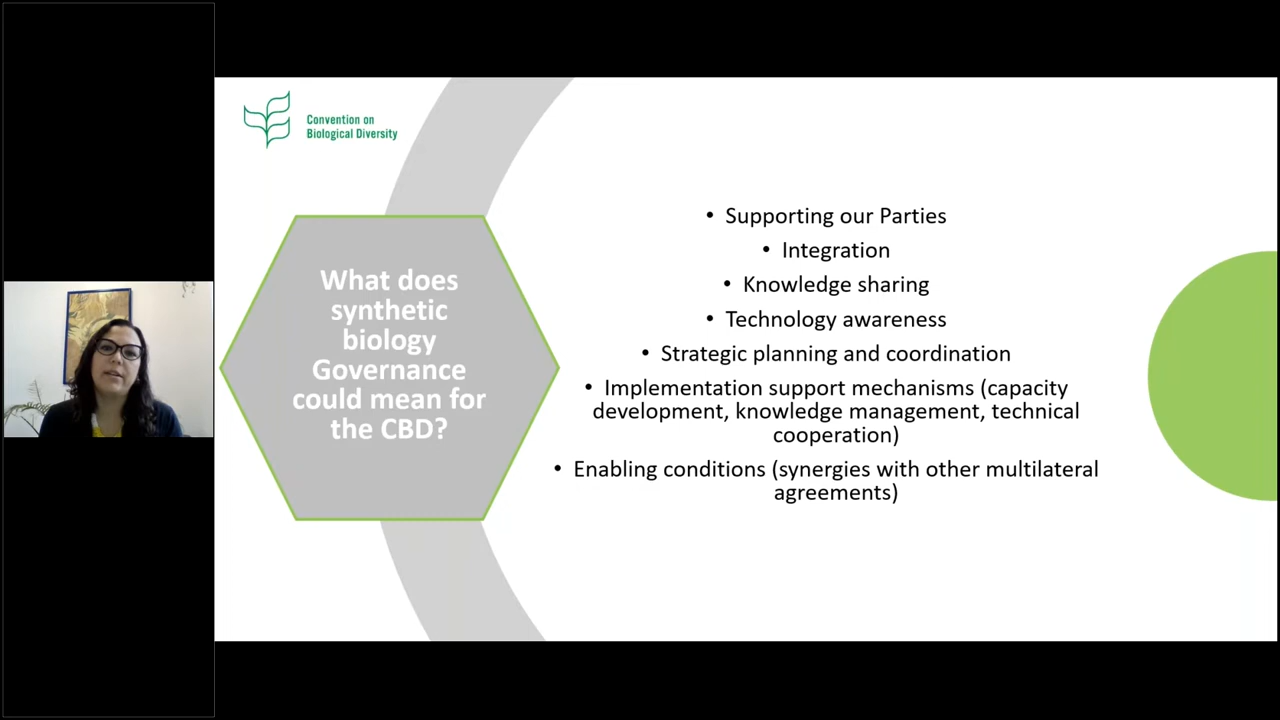 Convention on
Biological Diversity
What does
synthetic
biology
Governance
could mean for
the CBD?
• Supporting our Parties
• Integration
• Knowledge sharing
• Technology awareness
• Strategic planning and coordination
• Implementation support mechanisms (capacity
development, knowledge management, technical
cooperation)
• Enabling conditions (synergies with other multilateral
agreements)